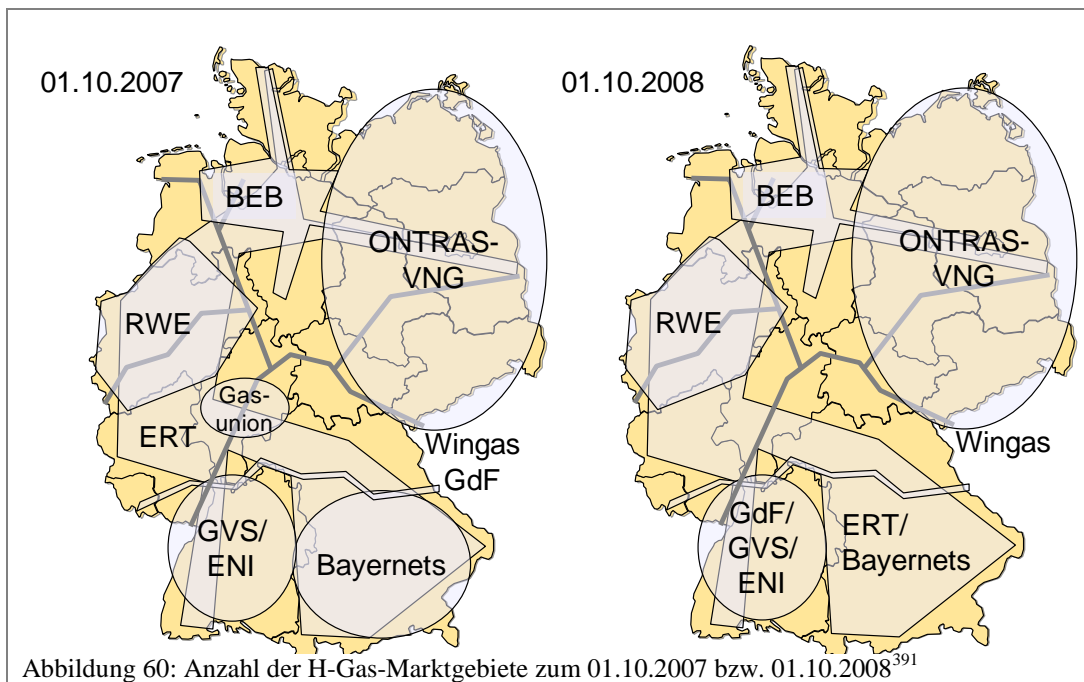 01.10.2007
BEB
ONTRAS-
VNG
RWE
Gas-
union
ERT
Wingas
GdF
GVS/
ENI
Bayernets
01.10.2008
BEB
ONTRAS-
VNG
RWE
Wingas
GdF/
GVS/
ENI
ERT/
Bayernets
Abbildung 60: Anzahl der H-Gas-Marktgebiete zum 01.10.2007 bzw. 01.10.2008391